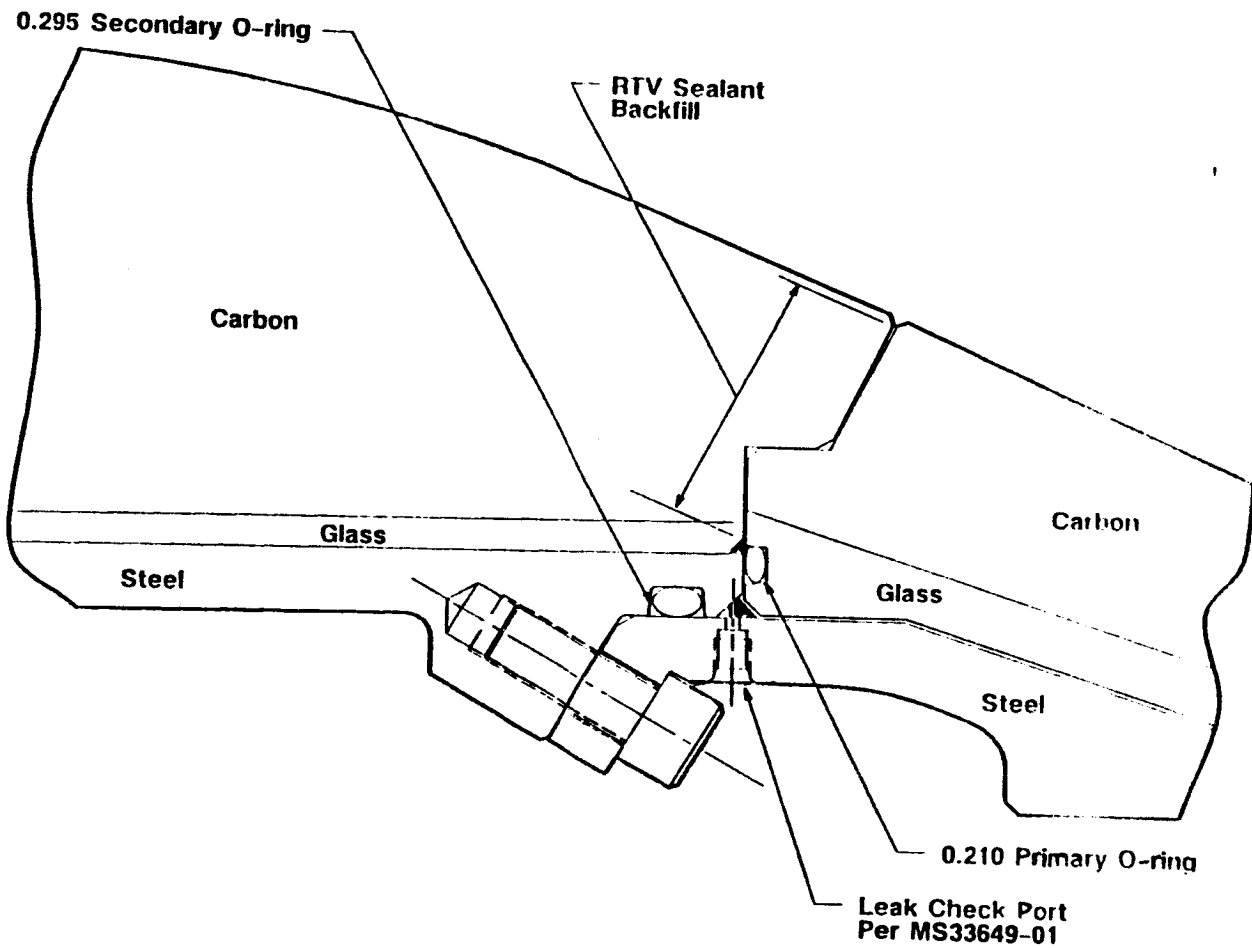 0.295 Secondary O-ring
RTV Sealant
Backfill
Carbon
Carbon
Glass
Steel
Glass
Steel
0.210 Primary O-ring
Leak Check Port
Per MS33649-01